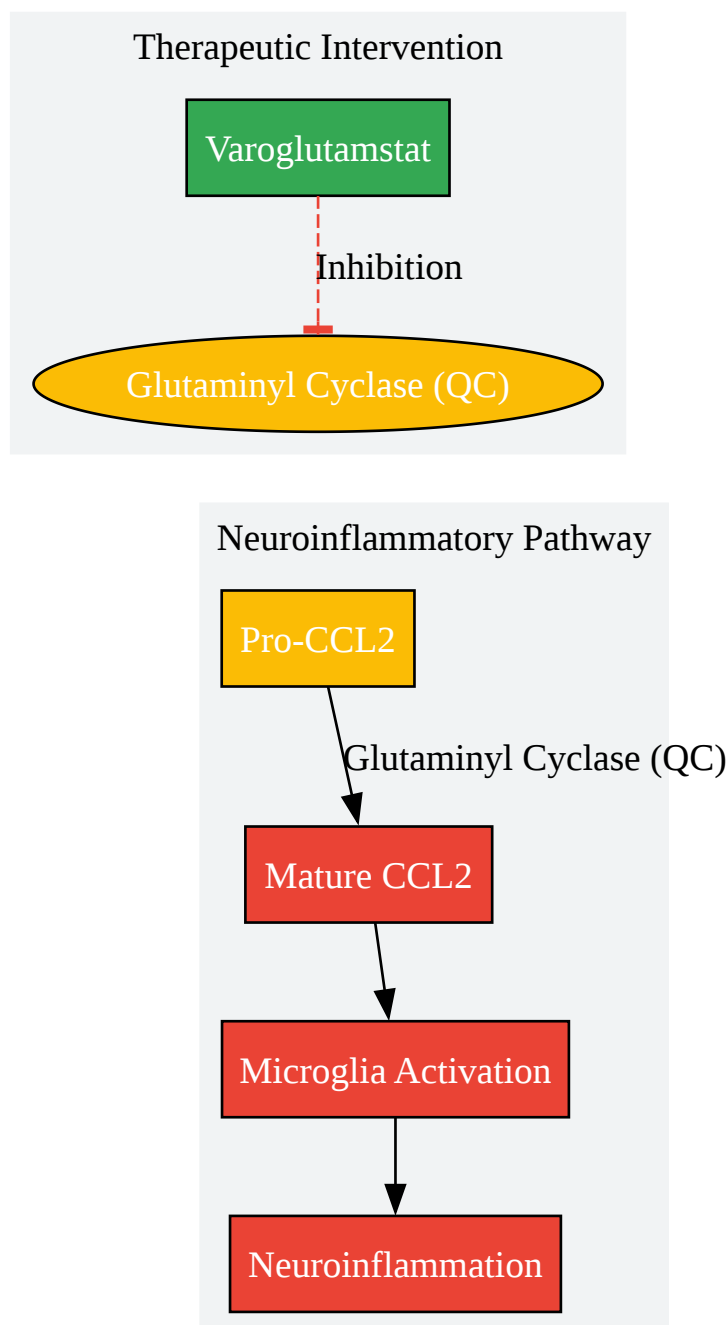 Therapeutic Intervention
Varoglutamstat
Inhibition
Glutaminyl Cyclase (QC)
Neuroinflammatory Pathway
Pro-CCL2
Glutaminyl Cyclase (QC)
Mature CCL2
Microglia Activation
Neuroinflammation